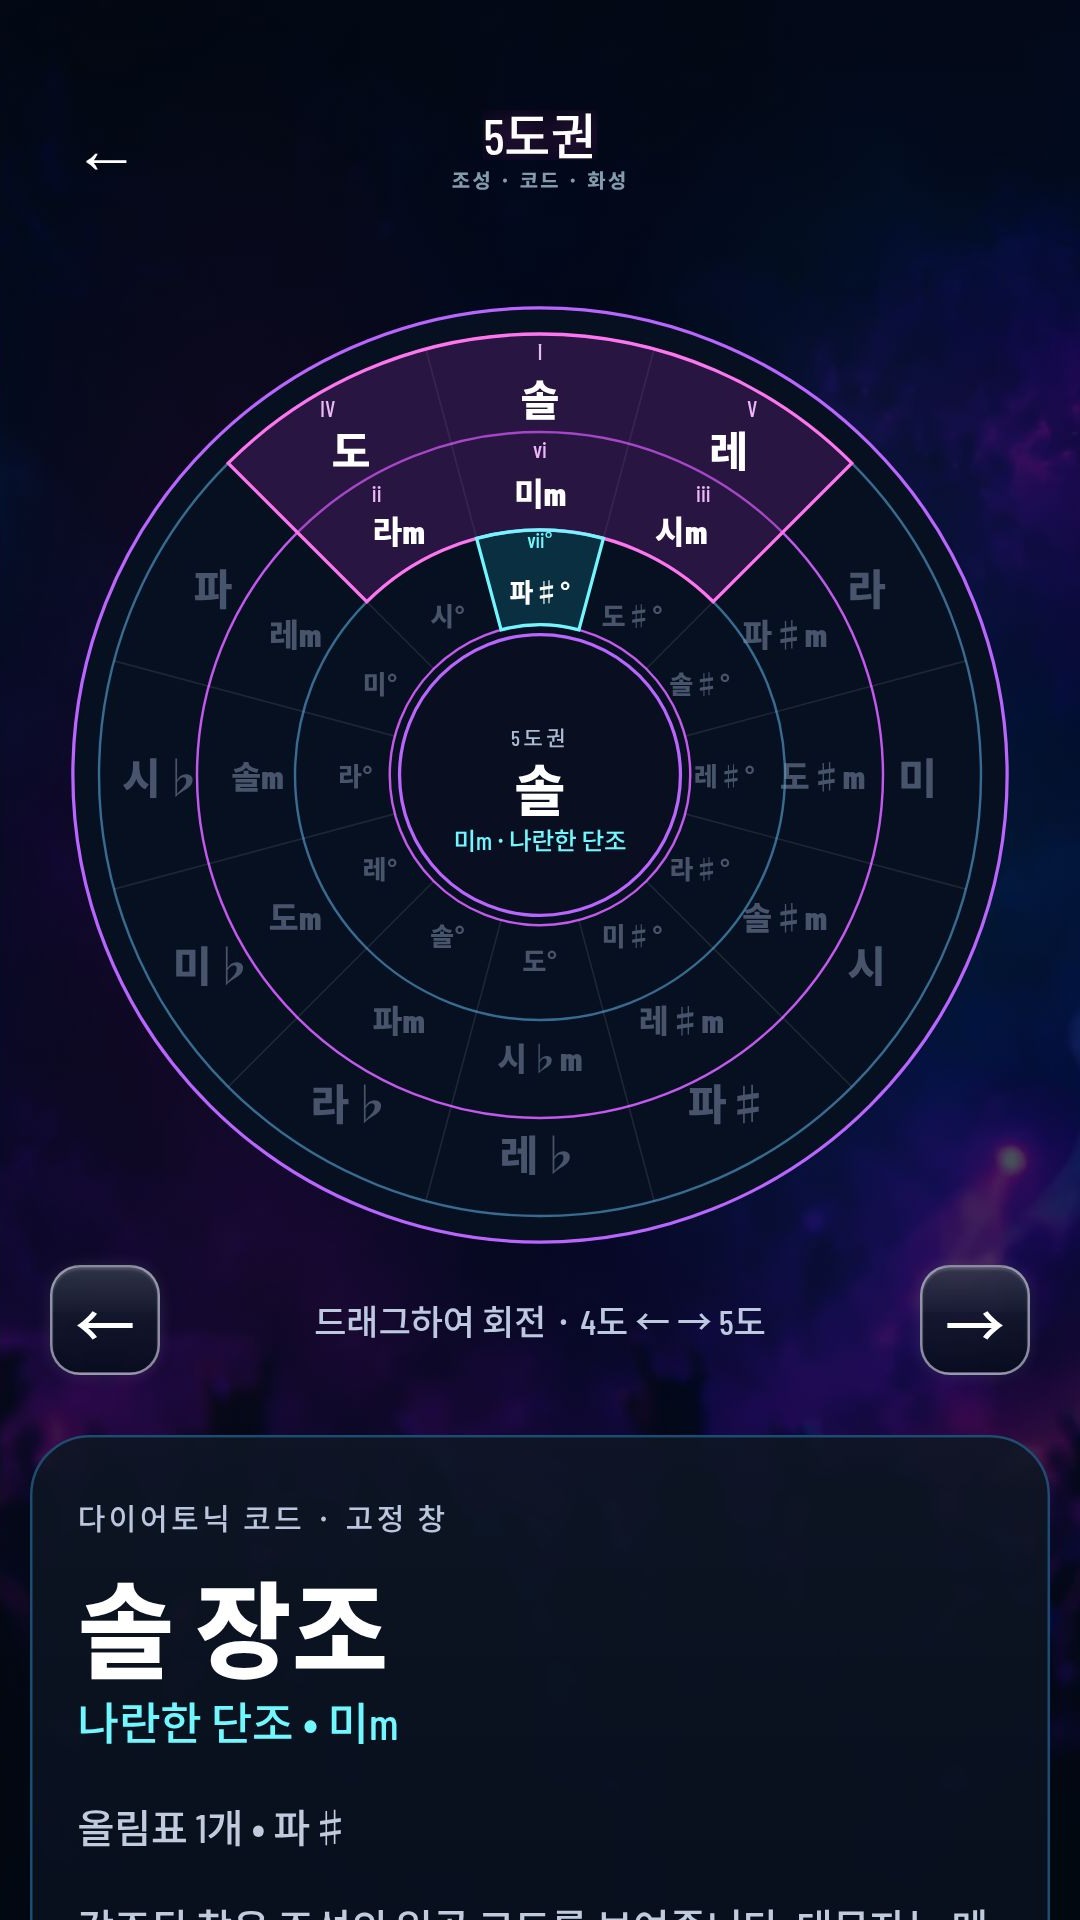 ←
5도권
조성 · 코드 · 화성
I
솔
IV
도
V
레
vi
미m
ii
라m
iii
시m
vii°
파♯°
파
라
레m
파♯m
시°
도♯°
미°
솔♯°
시♭
솔m
라°
레♯°
도♯m
미
5도권
솔
미m · 나란한 단조
레°
라♯°
도m
솔♯m
미♭
시
솔°
도°
미♯°
파m
레♯m
시♭m
라♭
파♯
레♭
←
드래그하여 회전 · 4도 ← → 5도
→
다이어토닉 코드 · 고정 창
솔 장조
나란한 단조 • 미m
올림표 1개 • 파♯